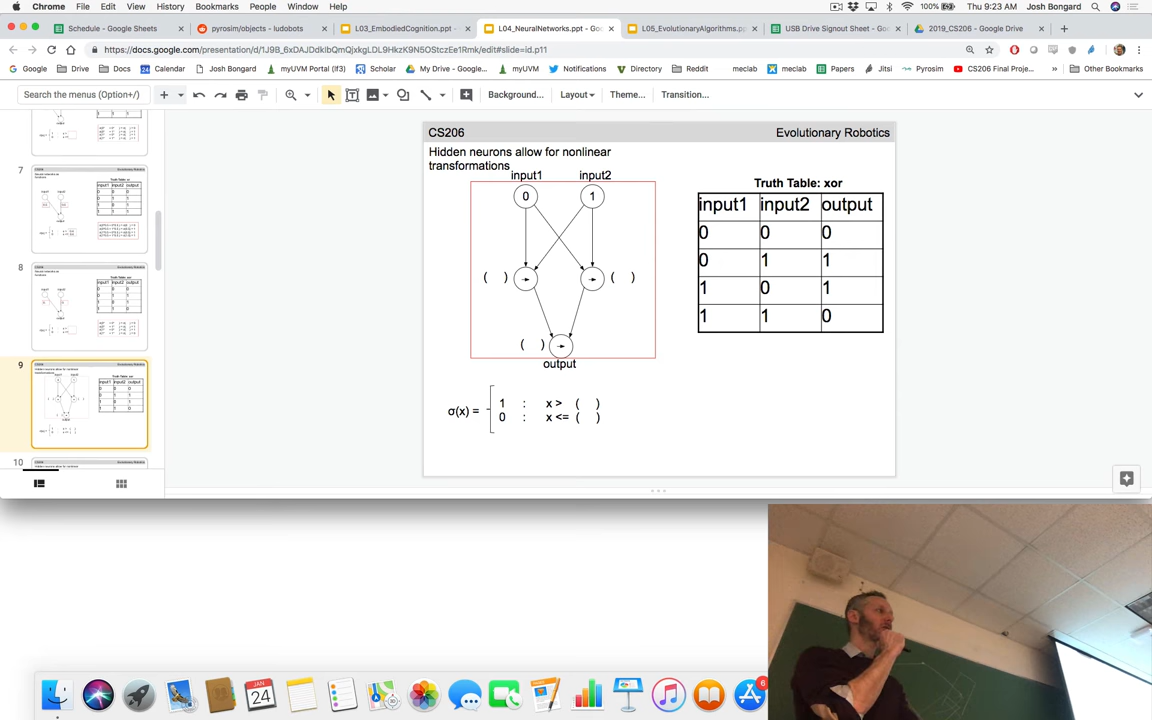 Chrome File Edit View History Bookmarks People Window Help
100% Thu 9:23 AM Josh Bongard
Schedule - Google Sheets
pyrosim/objects - ludobots
L03_EmbodiedCognition.ppt -
L04_NeuralNetworks.ppt - Goo
L05_EvolutionaryAlgorithms.pp
USB Drive Signout Sheet - Goo
2019_CS206 - Google Drive
Google Drive Docs Calendar Josh Bongard myUVM Portal (lf3) Scholar My Drive - Google... myUVM Notifications Directory Reddit meclab meclab Papers Jitsi Pyrosim CS206 Final Proje... » Other Bookmarks
Search the menus (Option+/)
Background... Layout Theme... Transition...
7
8
9
10
CS206 Evolutionary Robotics
Hidden neurons allow for nonlinear
transformations
input1 input2
0 1
( ) ( )
( )
output
σ(x) =
1 : x > ( )
0 : x <= ( )
Truth Table: xor
input1 input2 output
0 0 0
0 1 1
1 0 1
1 1 0
JAN
24
6